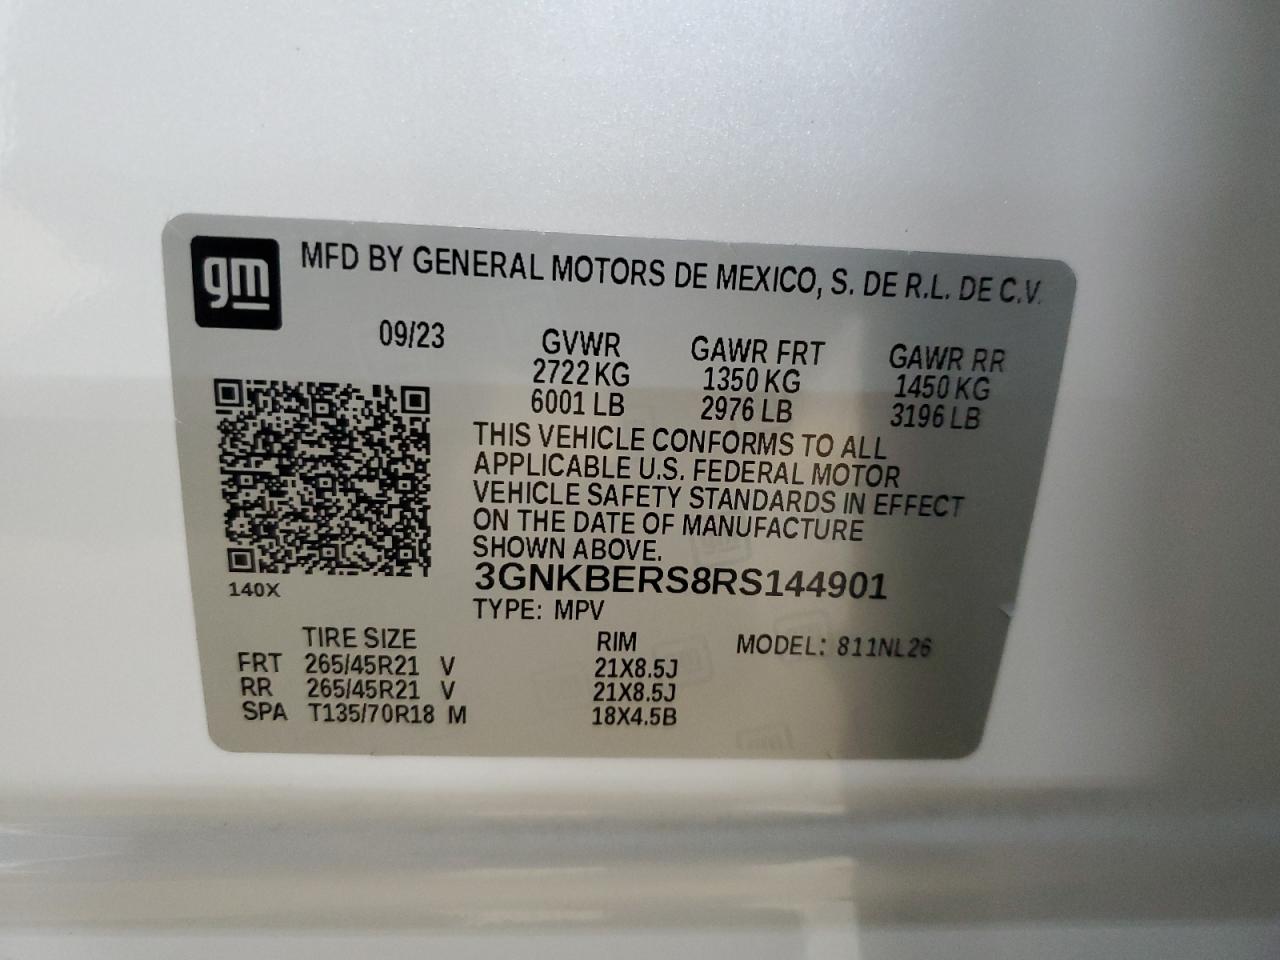 gm
MFD BY GENERAL MOTORS DE MEXICO, S. DE R.L. DE C.V.
09/23 GVWR GAWR FRT GAWR RR
2722 KG 1350 KG 1450 KG
6001 LB 2976 LB 3196 LB
THIS VEHICLE CONFORMS TO ALL
APPLICABLE U.S. FEDERAL MOTOR
VEHICLE SAFETY STANDARDS IN EFFECT
ON THE DATE OF MANUFACTURE
SHOWN ABOVE.
140X
3GNKBERS8RS144901
TYPE: MPV
TIRE SIZE RIM MODEL: 811NL26
FRT 265/45R21 V 21X8.5J
RR 265/45R21 V 21X8.5J
SPA T135/70R18 M 18X4.5B